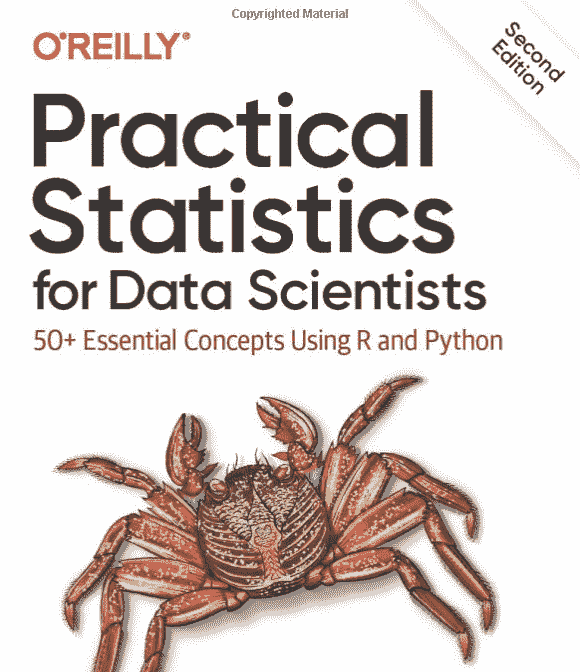 Copyrighted Material
O'REILLY®
Second
Edition
Practical
Statistics
for Data Scientists
50+ Essential Concepts Using R and Python